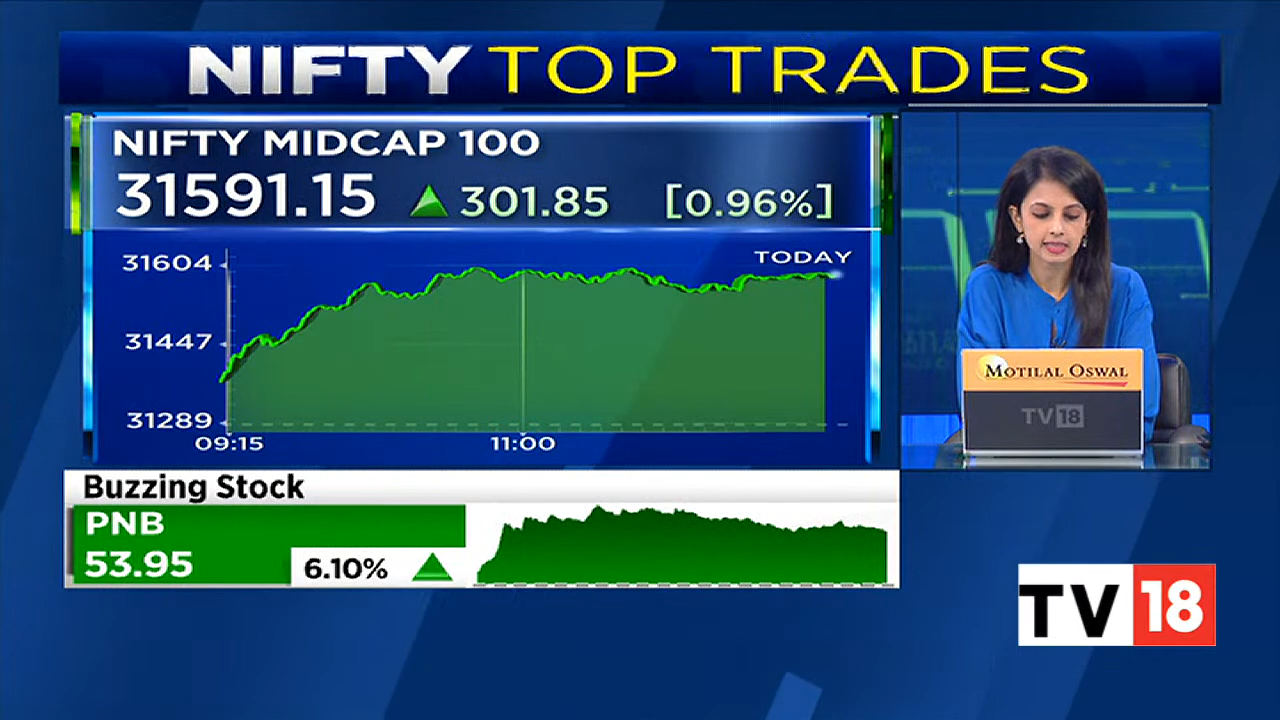 NIFTY TOP TRADES
NIFTY MIDCAP 100
31591.15 ▲ 301.85 [0.96%]
TODAY
31604
31447
31289
09:15 11:00
MOTILAL OSWAL
TV18
Buzzing Stock
PNB
53.95 6.10% ▲
TV18